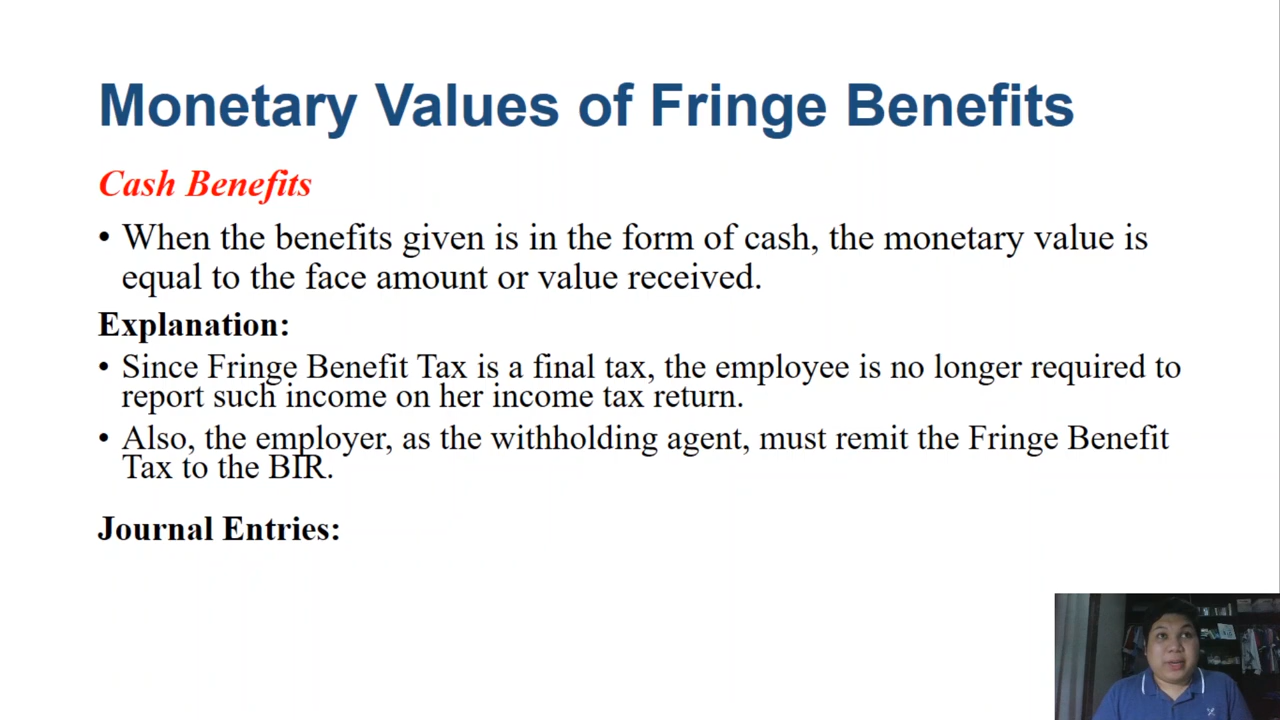 Monetary Values of Fringe Benefits
Cash Benefits
• When the benefits given is in the form of cash, the monetary value is
equal to the face amount or value received.
Explanation:
• Since Fringe Benefit Tax is a final tax, the employee is no longer required to
report such income on her income tax return.
• Also, the employer, as the withholding agent, must remit the Fringe Benefit
Tax to the BIR.
Journal Entries: